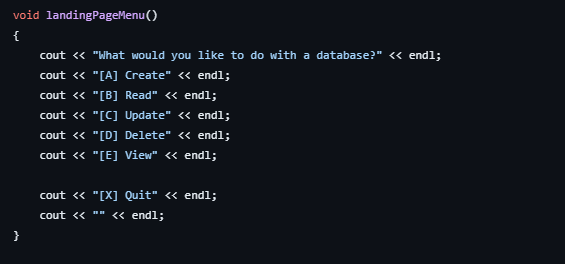 void landingPageMenu()
{
    cout << "What would you like to do with a database?" << endl;
    cout << "[A] Create" << endl;
    cout << "[B] Read" << endl;
    cout << "[C] Update" << endl;
    cout << "[D] Delete" << endl;
    cout << "[E] View" << endl;

    cout << "[X] Quit" << endl;
    cout << "" << endl;
}